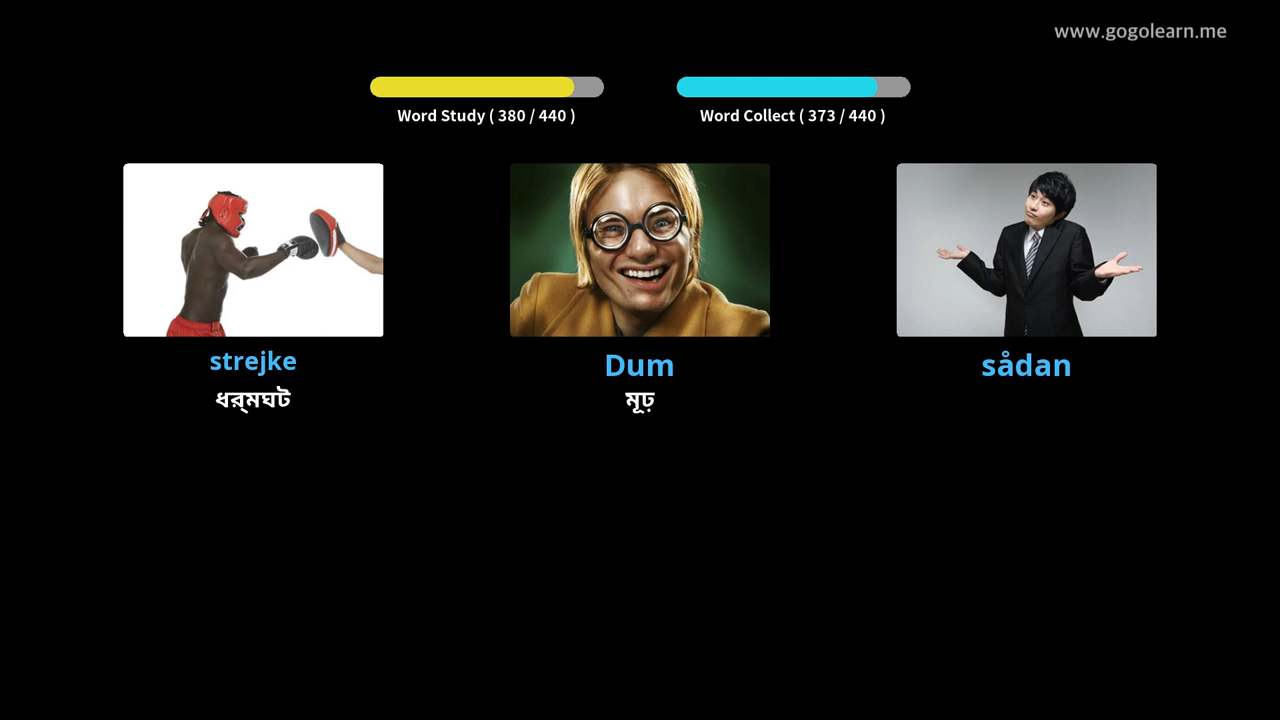 www.gogolearn.me
Word Study ( 380 / 440 )
Word Collect ( 373 / 440 )
strejke
Dum
sådan
ধর্মঘট
মূঢ়